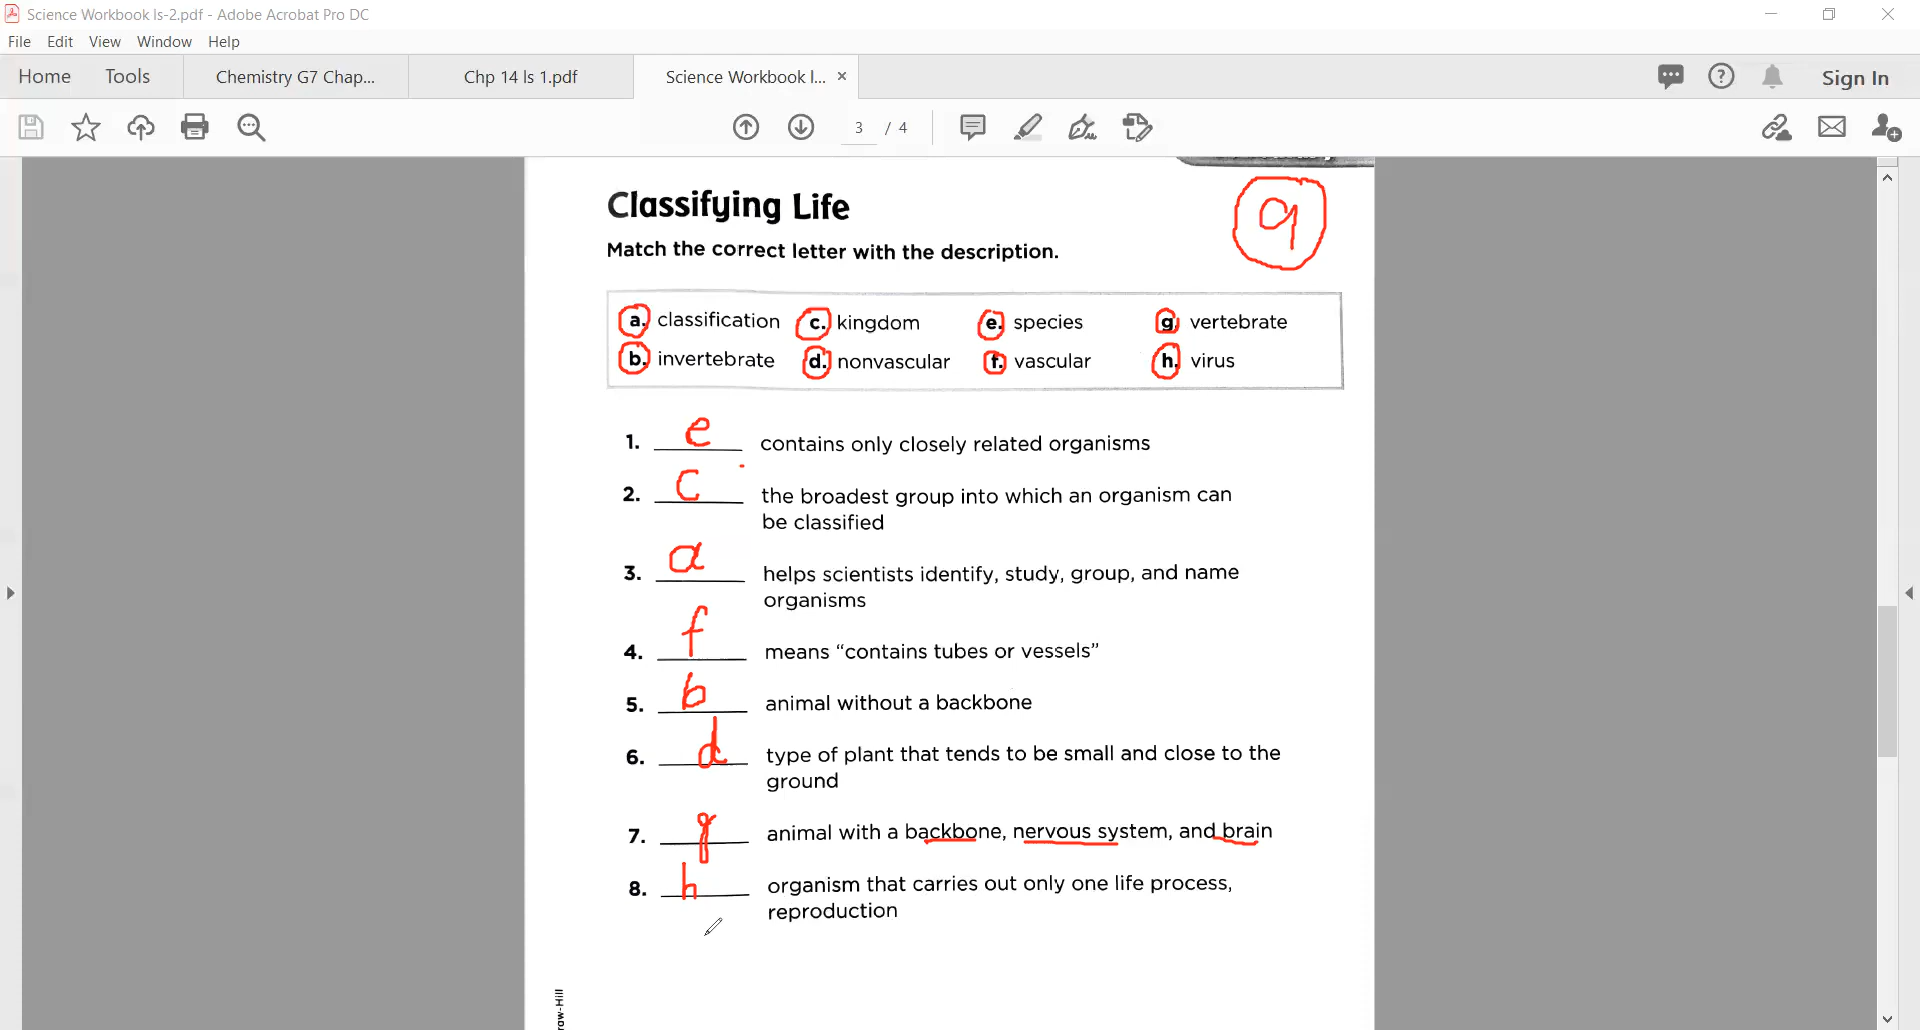 Science Workbook ls-2.pdf - Adobe Acrobat Pro DC
File Edit View Window Help
Home Tools Chemistry G7 Chap... Chp 14 ls 1.pdf Science Workbook l... × Sign In
3 / 4
Classifying Life
9
Match the correct letter with the description.
a. classification c. kingdom e. species g. vertebrate
b. invertebrate d. nonvascular f. vascular h. virus
1. e contains only closely related organisms
2. c the broadest group into which an organism can
be classified
3. a helps scientists identify, study, group, and name
organisms
4. f means “contains tubes or vessels”
5. b animal without a backbone
6. d type of plant that tends to be small and close to the
ground
7. g animal with a backbone, nervous system, and brain
8. h organism that carries out only one life process,
reproduction
raw-Hill